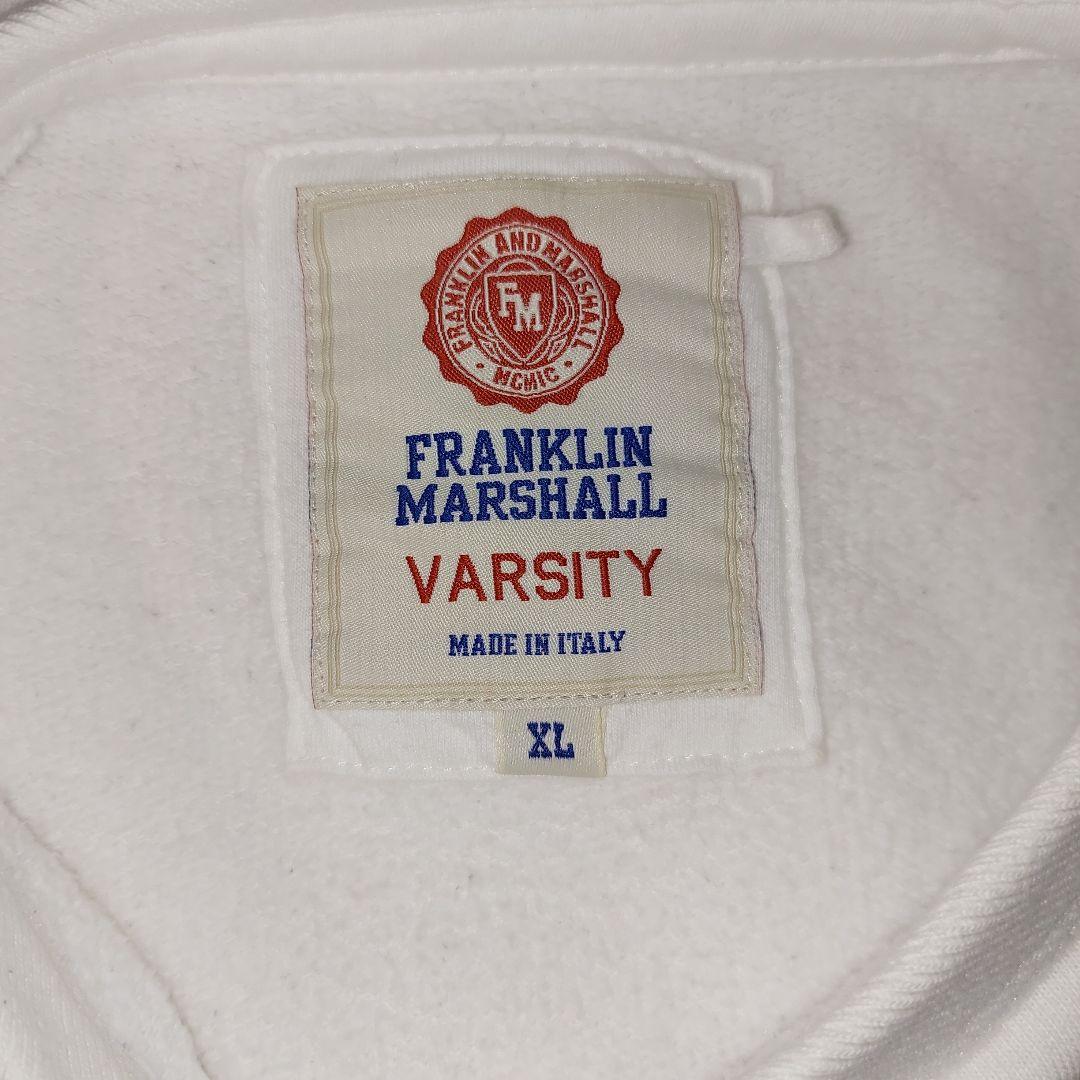 FRANKLIN AND MARSHALL
FM
• MCMIC •
FRANKLIN
MARSHALL
VARSITY
MADE IN ITALY
XL